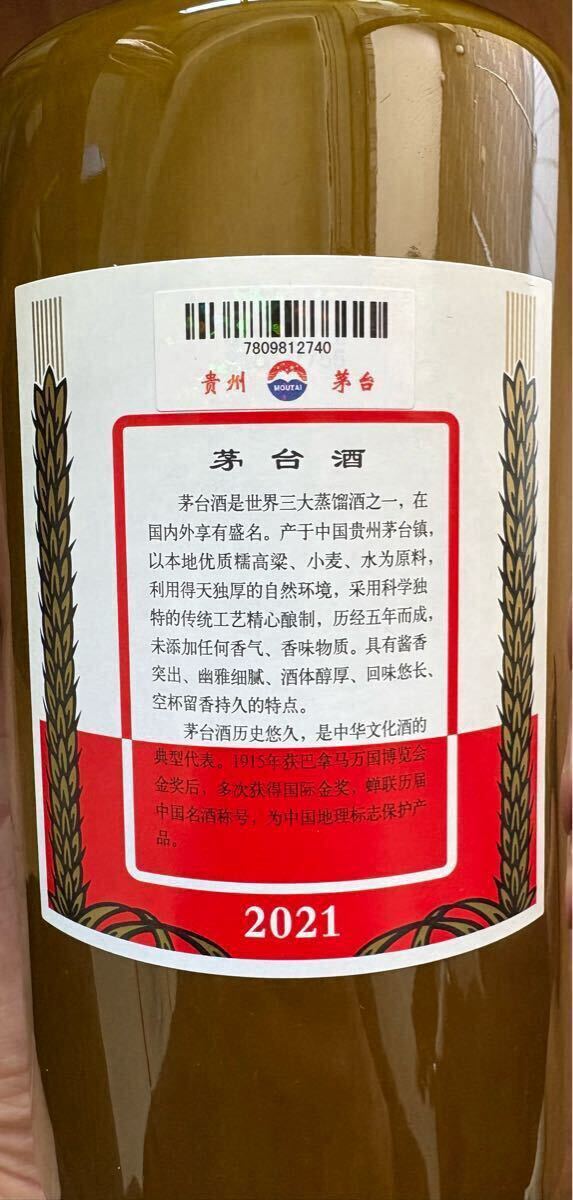 7809812740
贵州 MOUTAI 茅台
茅台酒
茅台酒是世界三大蒸馏酒之一，在
国内外享有盛名。产于中国贵州茅台镇，
以本地优质糯高粱、小麦、水为原料，
利用得天独厚的自然环境，采用科学独
特的传统工艺精心酿制，历经五年而成，
未添加任何香气、香味物质。具有酱香
突出、幽雅细腻、酒体醇厚、回味悠长、
空杯留香持久的特点。
茅台酒历史悠久，是中华文化酒的
典型代表。1915年获巴拿马万国博览会
金奖后，多次获得国际金奖，蝉联历届
中国名酒称号，为中国地理标志保护产
品。
2021